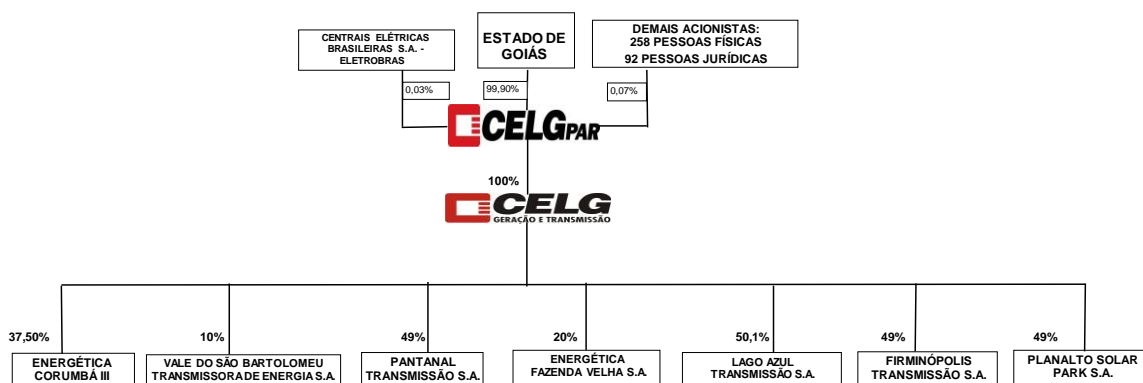 CENTRAIS ELÉTRICAS
BRASILEIRAS S.A. -
ELETROBRAS
ESTADO DE
GOIÁS
DEMAIS ACIONISTAS:
258 PESSOAS FÍSICAS
92 PESSOAS JURÍDICAS
0,03%
99,90%
0,07%
CELGPAR
100%
CELG
GERAÇÃO E TRANSMISSÃO
37,50%
10%
49%
20%
50,1%
49%
49%
ENERGÉTICA
CORUMBÁ III
VALE DO SÃO BARTOLOMEU
TRANSMISSORA DE ENERGIA S.A.
PANTANAL
TRANSMISSÃO S.A.
ENERGÉTICA
FAZENDA VELHA S.A.
LAGO AZUL
TRANSMISSÃO S.A.
FIRMINÓPOLIS
TRANSMISSÃO S.A.
PLANALTO SOLAR
PARK S.A.